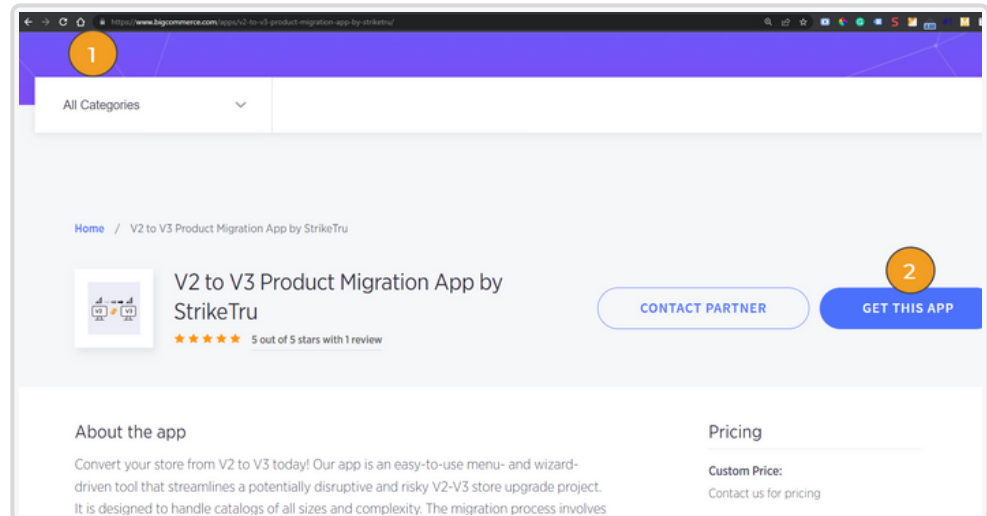 https://www.bigcommerce.com/apps/v2-to-v3-product-migration-app-by-striketru/
1
All Categories
Home / V2 to V3 Product Migration App by StrikeTru
V2 to V3 Product Migration App by
StrikeTru
5 out of 5 stars with 1 review
CONTACT PARTNER
2
GET THIS APP
About the app
Convert your store from V2 to V3 today! Our app is an easy-to-use menu- and wizard-
driven tool that streamlines a potentially disruptive and risky V2-V3 store upgrade project.
It is designed to handle catalogs of all sizes and complexity. The migration process involves
Pricing
Custom Price:
Contact us for pricing